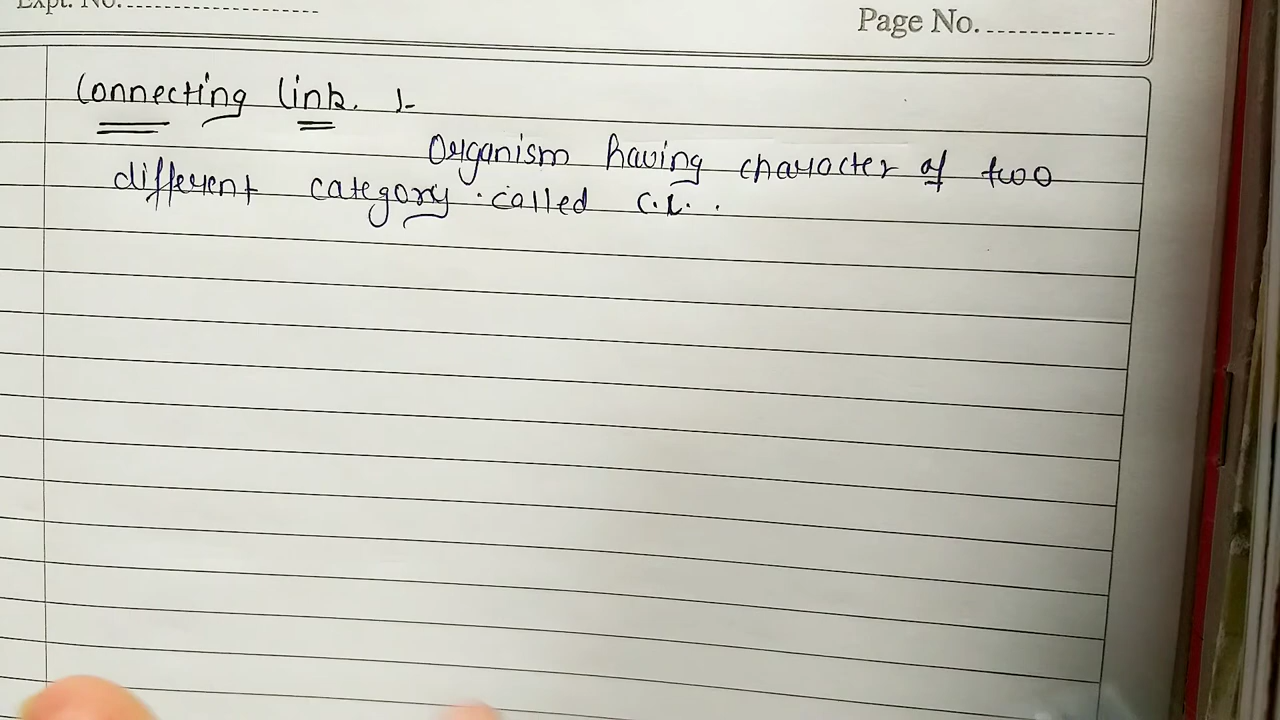 Expt. No.
Page No.
Connecting link. :-
Organism having character of two
different category called C.L.